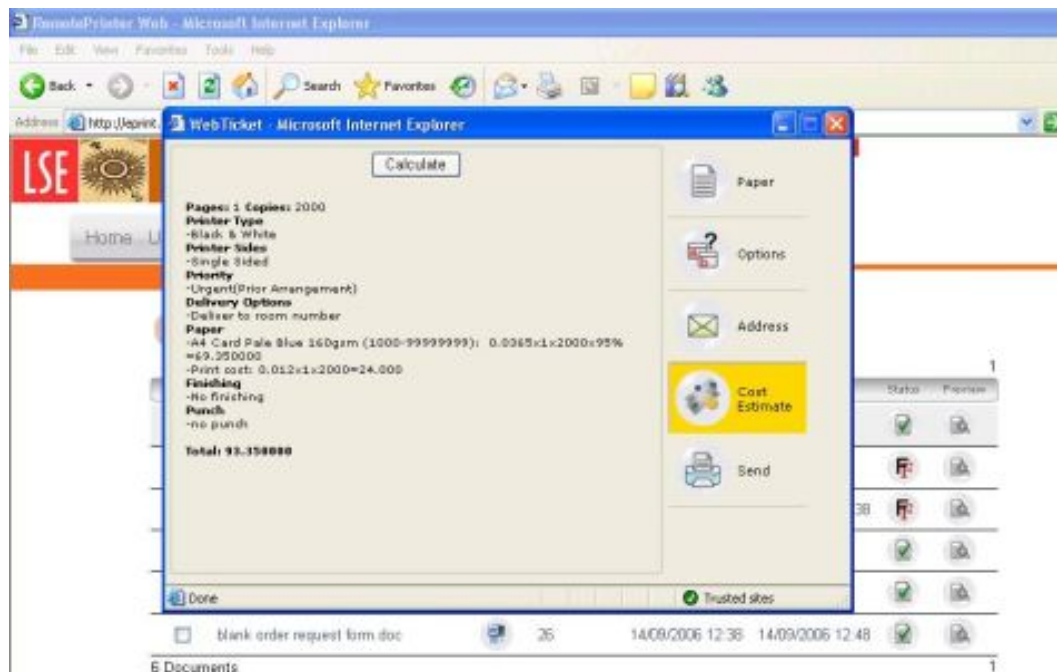 RemotePrinter Web - Microsoft Internet Explorer
File Edit View Favorites Tools Help
Back Search Favorites
Address http://eprint.
WebTicket - Microsoft Internet Explorer
LSE
Home U
Calculate
Pages: 1 Copies: 2000
Printer Type
-Black & White
Printer Sides
-Single Sided
Priority
-Urgent(Prior Arrangement)
Delivery Options
-Deliver to room number
Paper
-A4 Card Pale Blue 160gsm (1000-99999999): 0.0365x1x2000x95%
=69.350000
-Print cost: 0.012x1x2000=24.000
Finishing
-No finishing
Punch
-no punch
Total: 93.350000
Paper
Options
Address
Cost
Estimate
Send
Done
Trusted sites
1
Status Preview
38
blank order request form.doc 26 14/09/2006 12:38 14/09/2006 12:48
6 Documents 1